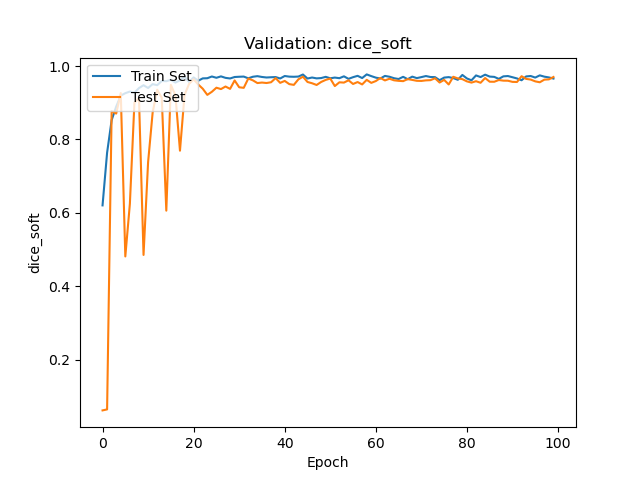 Validation: dice_soft
Train Set
Test Set
1.0
0.8
0.6
0.4
0.2
dice_soft
0 20 40 60 80 100
Epoch